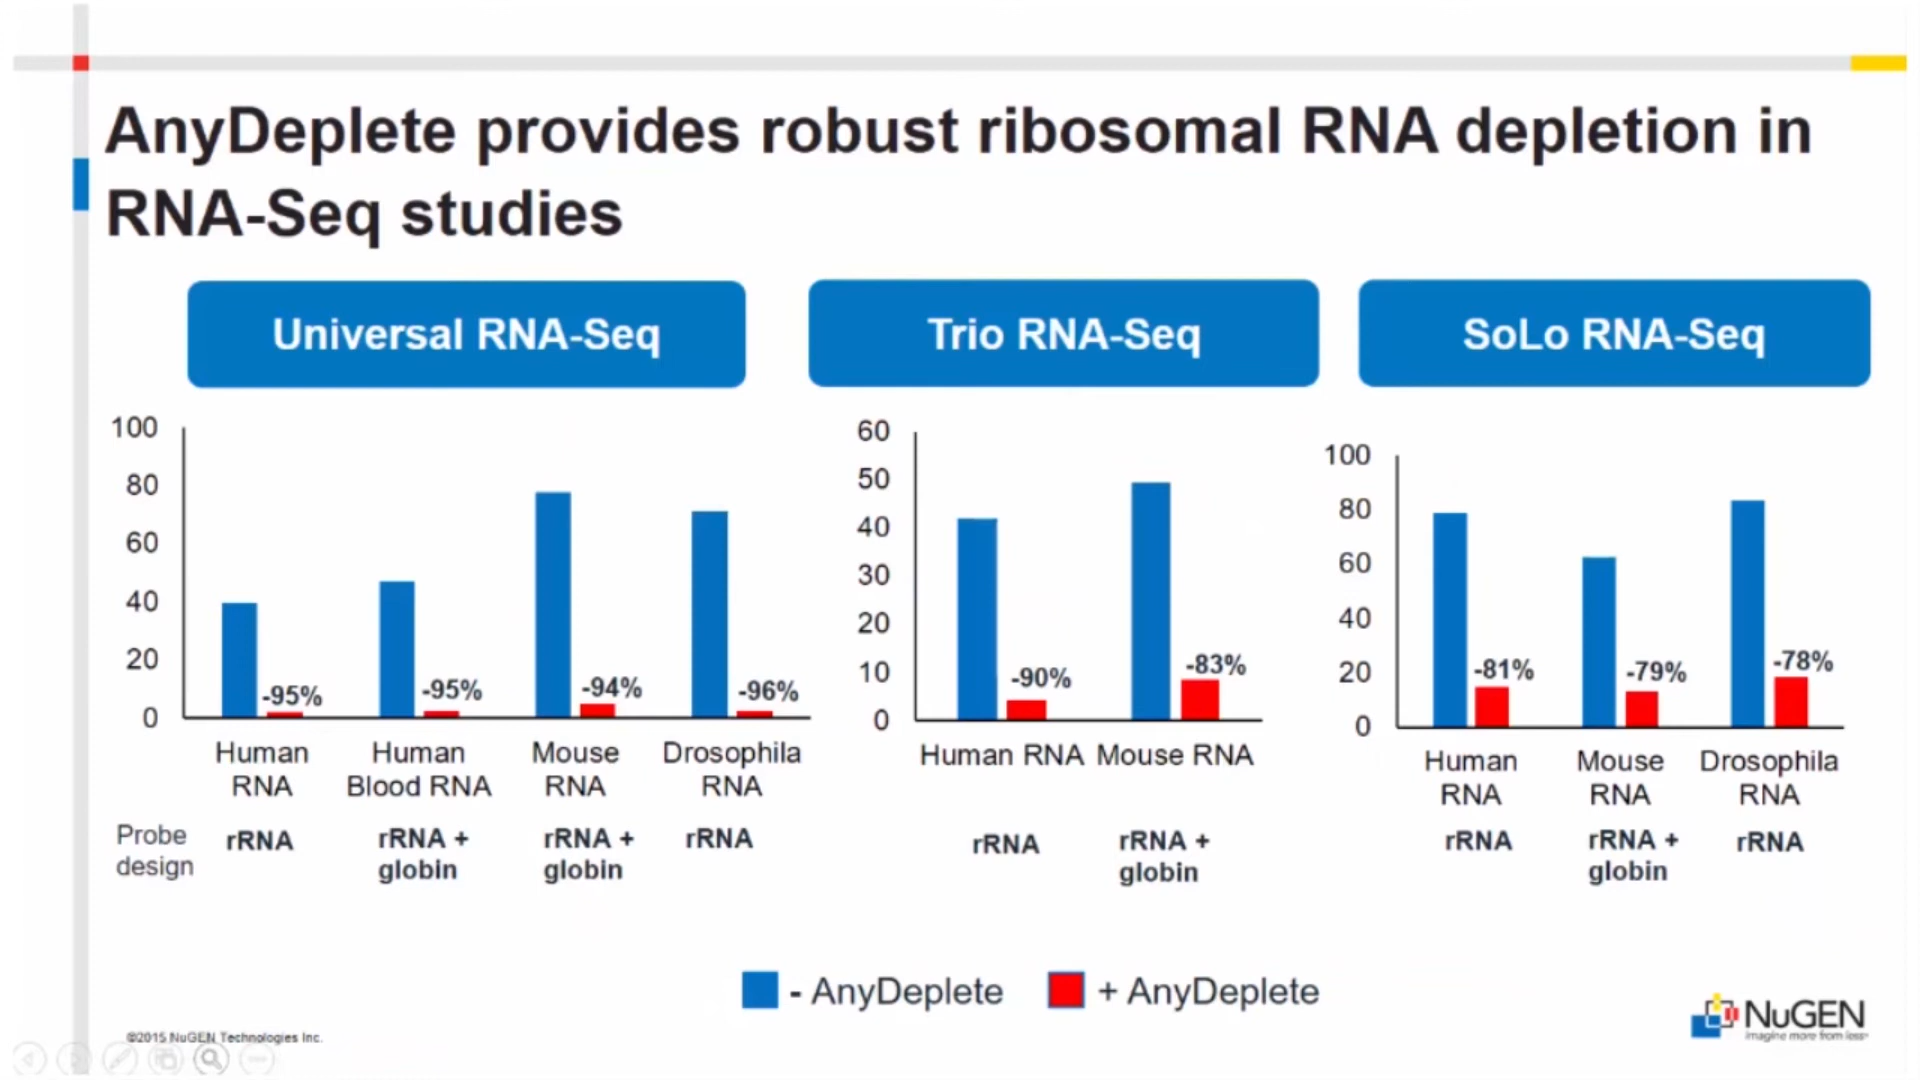 AnyDeplete provides robust ribosomal RNA depletion in
RNA-Seq studies
Universal RNA-Seq
100
80
60
40
20
0
-95%
-95%
-94%
-96%
Human
RNA
Human
Blood RNA
Mouse
RNA
Drosophila
RNA
Probe
design
rRNA
rRNA +
globin
rRNA +
globin
rRNA
Trio RNA-Seq
60
50
40
30
20
10
0
-90%
-83%
Human RNA
Mouse RNA
rRNA
rRNA +
globin
SoLo RNA-Seq
100
80
60
40
20
0
-81%
-79%
-78%
Human
RNA
Mouse
RNA
Drosophila
RNA
rRNA
rRNA +
globin
rRNA
- AnyDeplete
+ AnyDeplete
©2015 NuGEN Technologies Inc.
NuGEN
imagine more from less